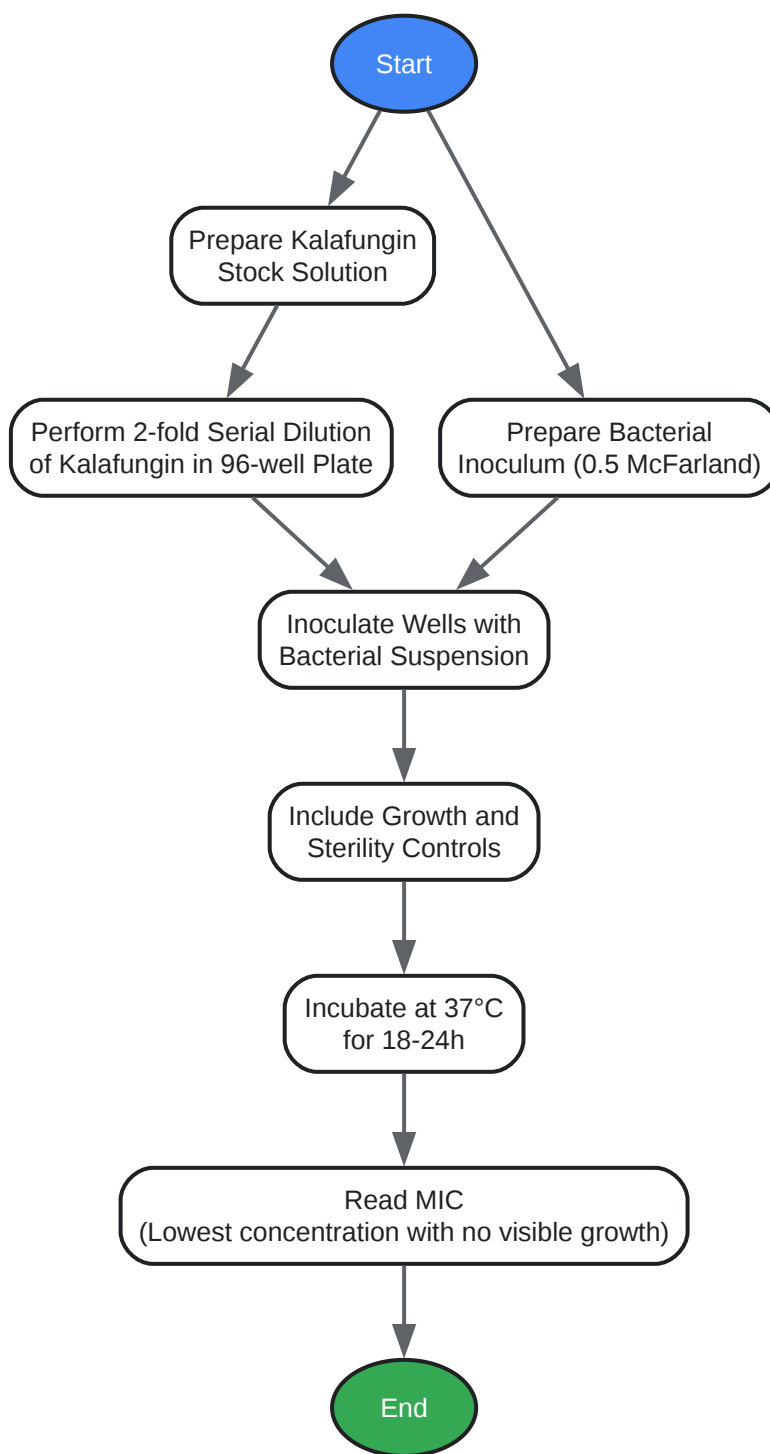 Start
Prepare Kalafungin
Stock Solution
Perform 2-fold Serial Dilution
of Kalafungin in 96-well Plate
Prepare Bacterial
Inoculum (0.5 McFarland)
Inoculate Wells with
Bacterial Suspension
Include Growth and
Sterility Controls
Incubate at 37°C
for 18-24h
Read MIC
(Lowest concentration with no visible growth)
End